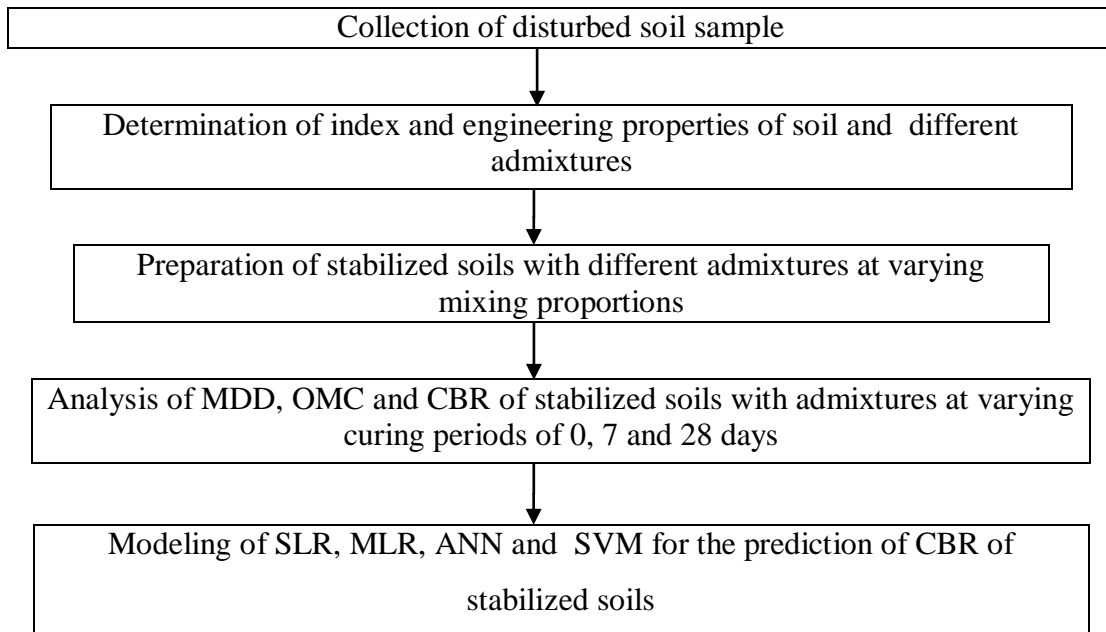 Collection of disturbed soil sample
Determination of index and engineering properties of soil and different
admixtures
Preparation of stabilized soils with different admixtures at varying
mixing proportions
Analysis of MDD, OMC and CBR of stabilized soils with admixtures at varying
curing periods of 0, 7 and 28 days
Modeling of SLR, MLR, ANN and SVM for the prediction of CBR of
stabilized soils